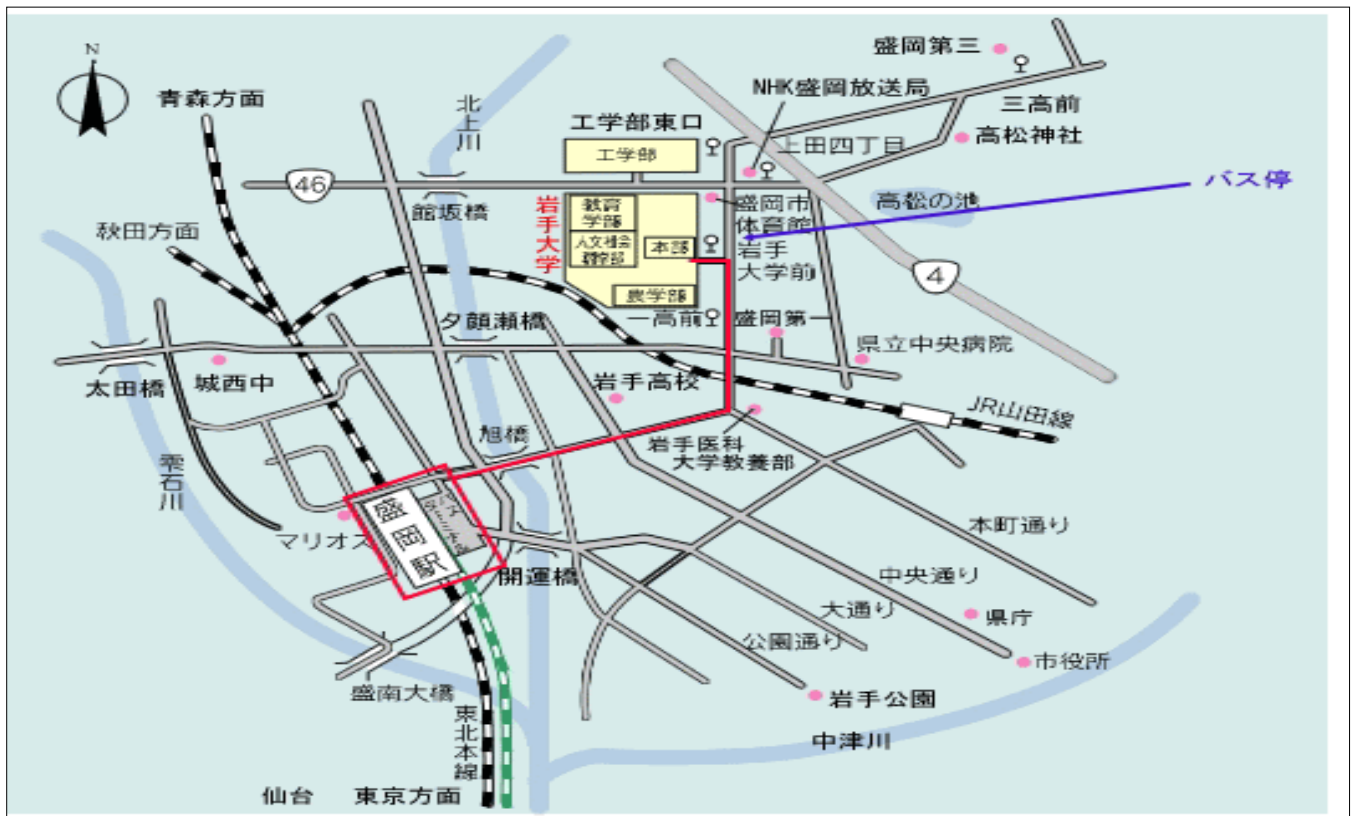 N
盛岡第三
青森方面
NHK盛岡放送局
北上川
三高前
工学部東口
工学部
上田四丁目
高松神社
46
バス停
岩手大学
教育
学部
館坂橋
盛岡市
体育館
高松の池
秋田方面
人文社会
本部
岩手
大学前
4
農学部
夕顔瀬橋
一高前
盛岡第一
県立中央病院
太田橋
城西中
岩手高校
JR山田線
旭橋
岩手医科
大学教養部
雫石川
盛岡駅
本町通り
マリオス
開運橋
中央通り
大通り
県庁
公園通り
市役所
盛南大橋
岩手公園
東北本線
中津川
仙台 東京方面